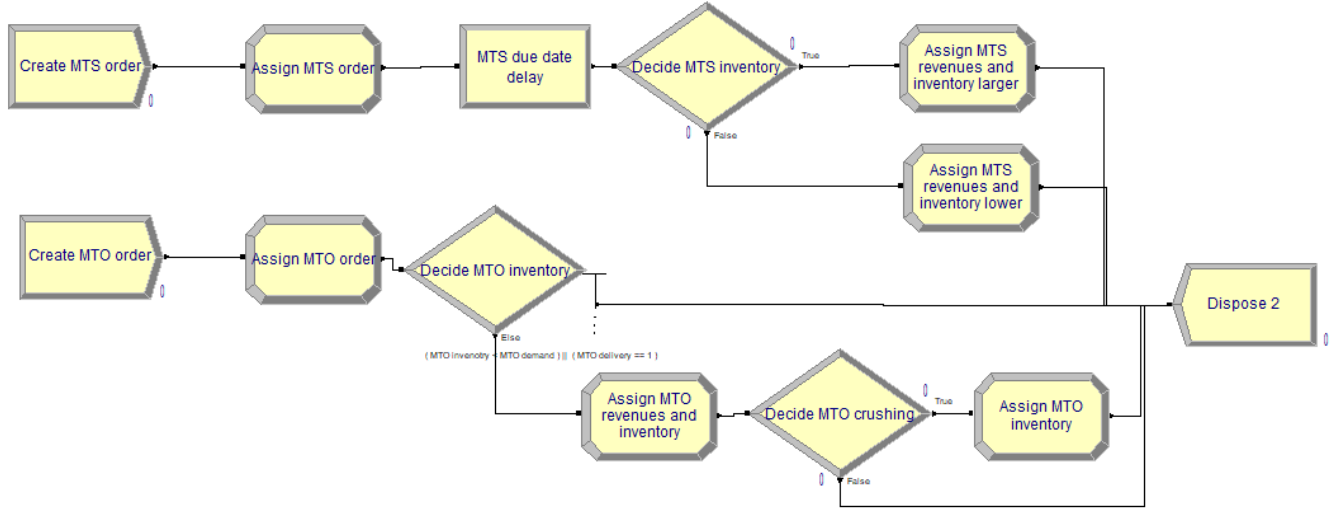 Create MTS order
0
Assign MTS order
MTS due date
delay
Decide MTS inventory
0
True
0
False
Assign MTS
revenues and
inventory larger
Assign MTS
revenues and
inventory lower
Create MTO order
0
Assign MTO order
Decide MTO inventory
Else
( MTO invenotry < MTO demand ) || ( MTO delivery == 1 )
Assign MTO
revenues and
inventory
Decide MTO crushing
0
True
0
False
Assign MTO
inventory
Dispose 2
0